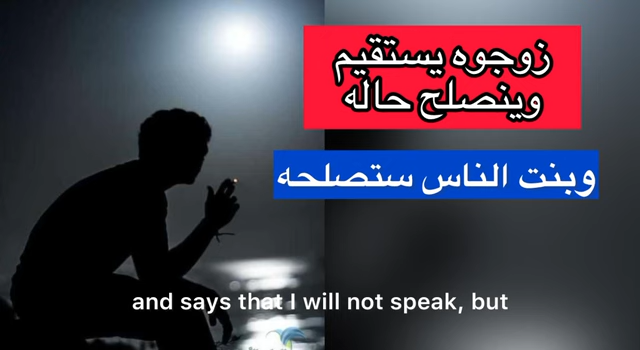 زوجوه يستقيم
وينصلح حاله
وبنت الناس ستصلحه
and says that I will not speak, but